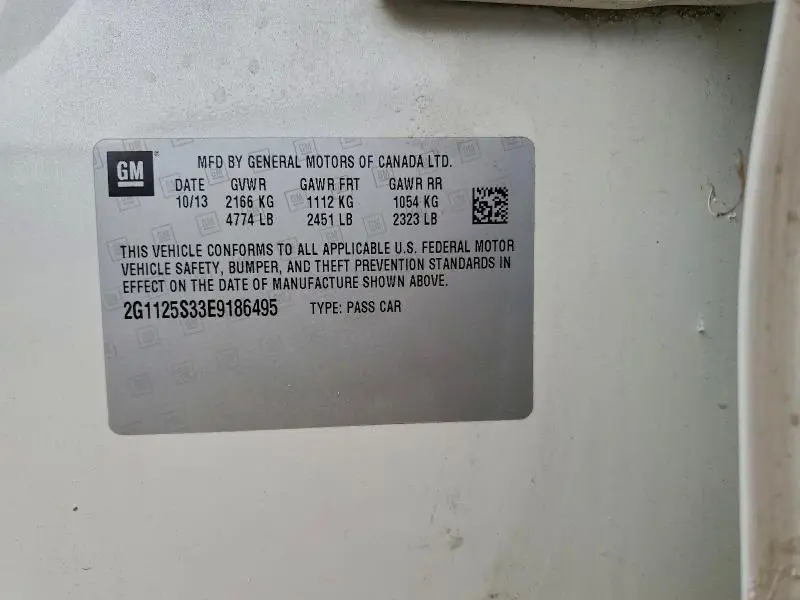 GM
MFD BY GENERAL MOTORS OF CANADA LTD.
DATE GVWR GAWR FRT GAWR RR
10/13 2166 KG 1112 KG 1054 KG
4774 LB 2451 LB 2323 LB
THIS VEHICLE CONFORMS TO ALL APPLICABLE U.S. FEDERAL MOTOR
VEHICLE SAFETY, BUMPER, AND THEFT PREVENTION STANDARDS IN
EFFECT ON THE DATE OF MANUFACTURE SHOWN ABOVE.
2G1125S33E9186495 TYPE: PASS CAR